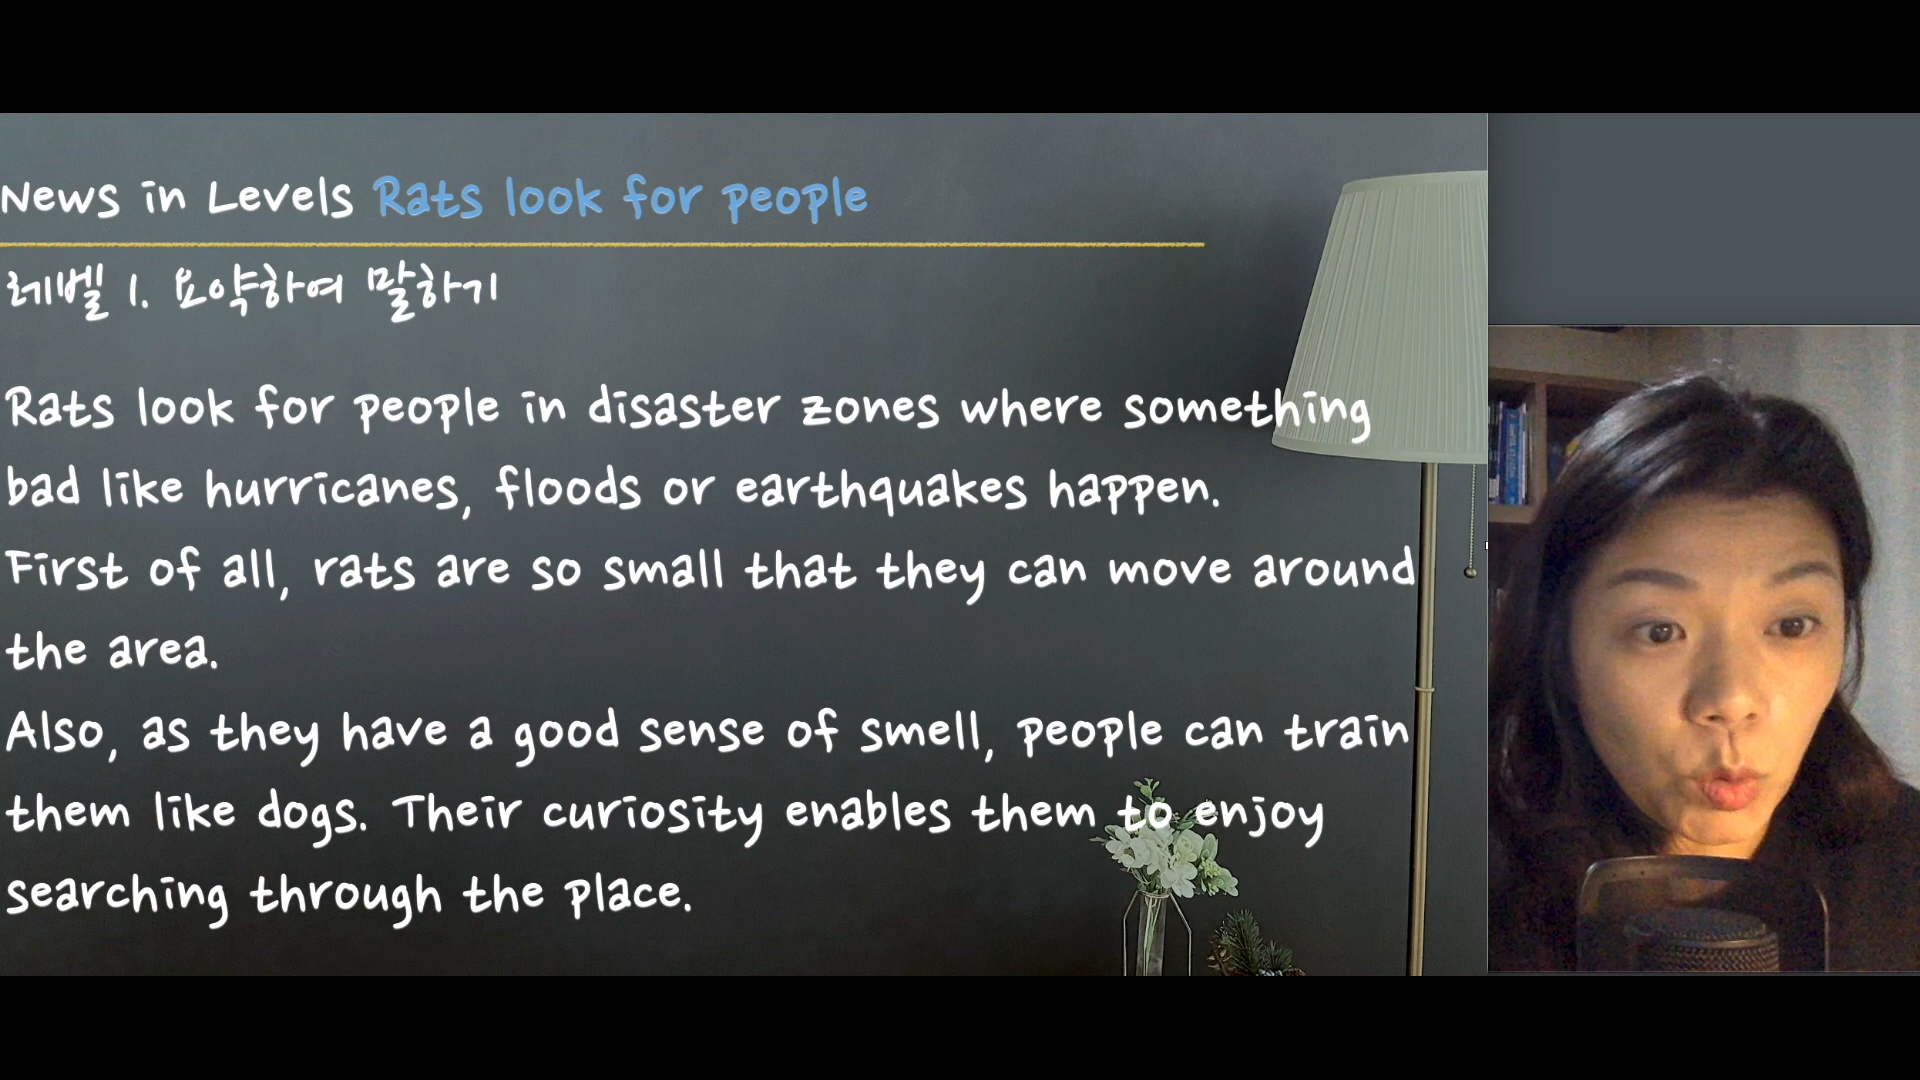 News in Levels Rats look for people
레벨 1. 요약하여 말하기
Rats look for people in disaster zones where something
bad like hurricanes, floods or earthquakes happen.
First of all, rats are so small that they can move around
the area.
Also, as they have a good sense of smell, people can train
them like dogs. Their curiosity enables them to enjoy
searching through the place.